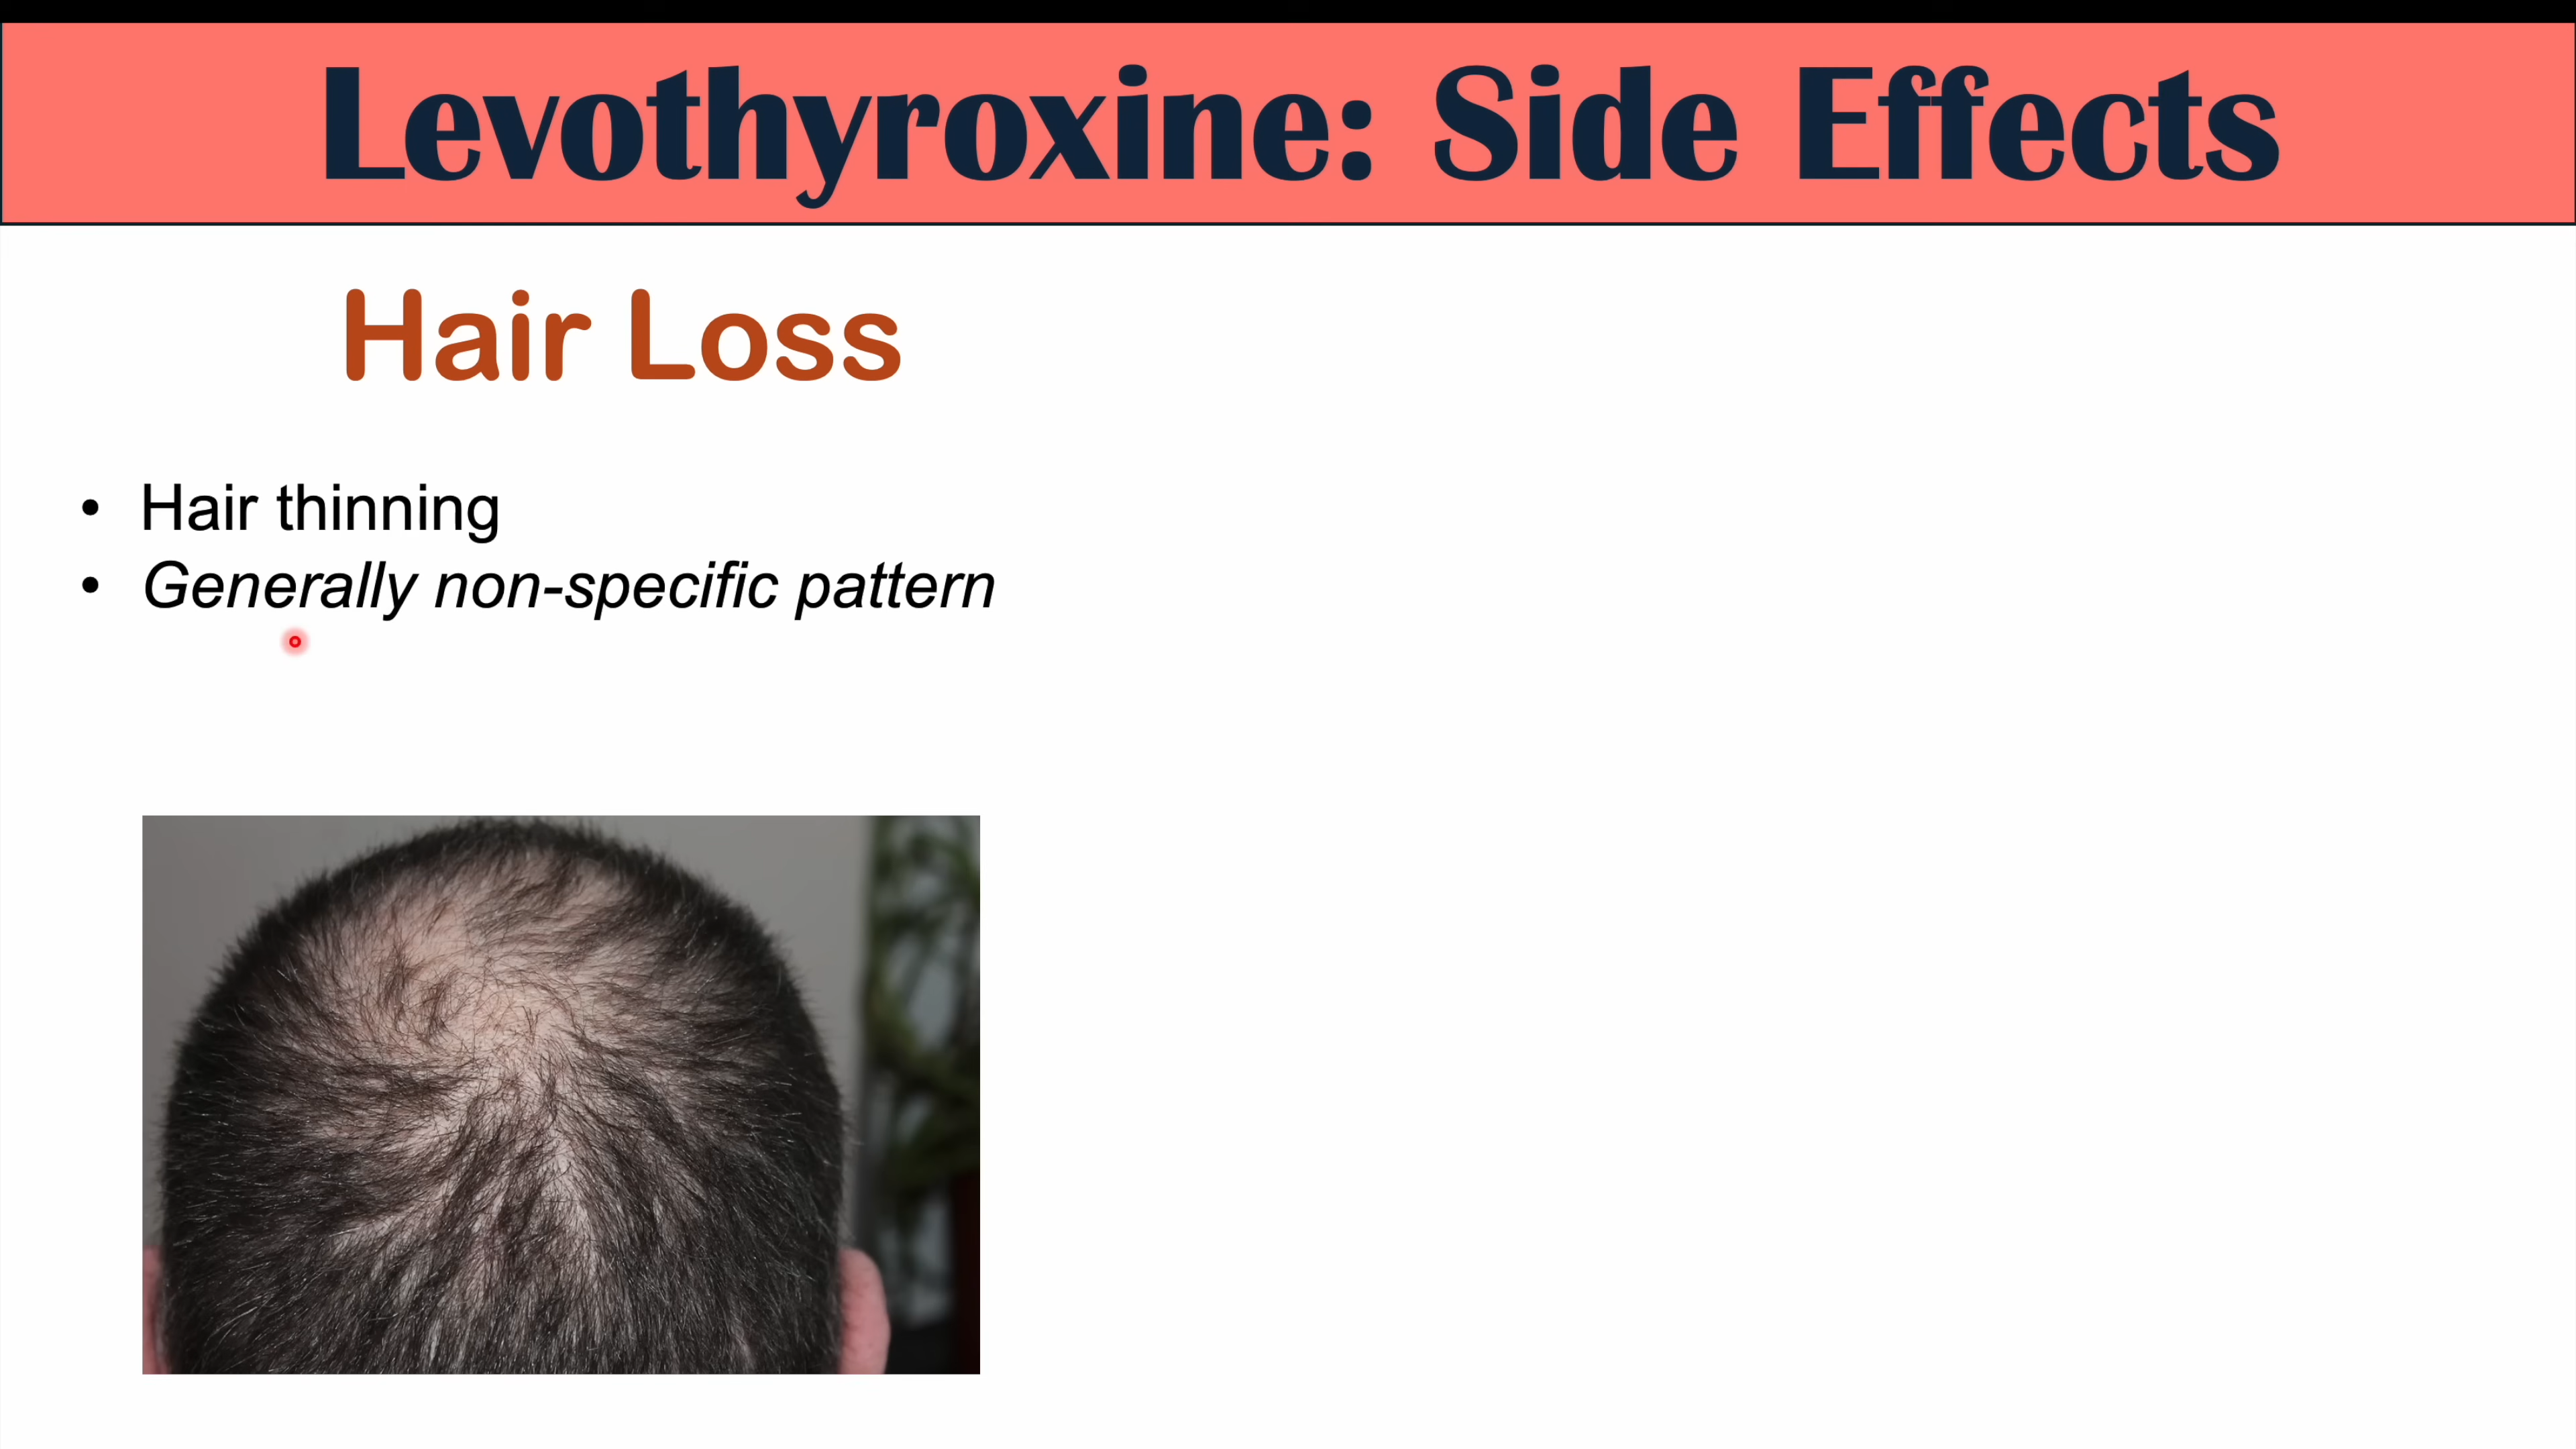 Levothyroxine: Side Effects
Hair Loss
• Hair thinning
• Generally non-specific pattern